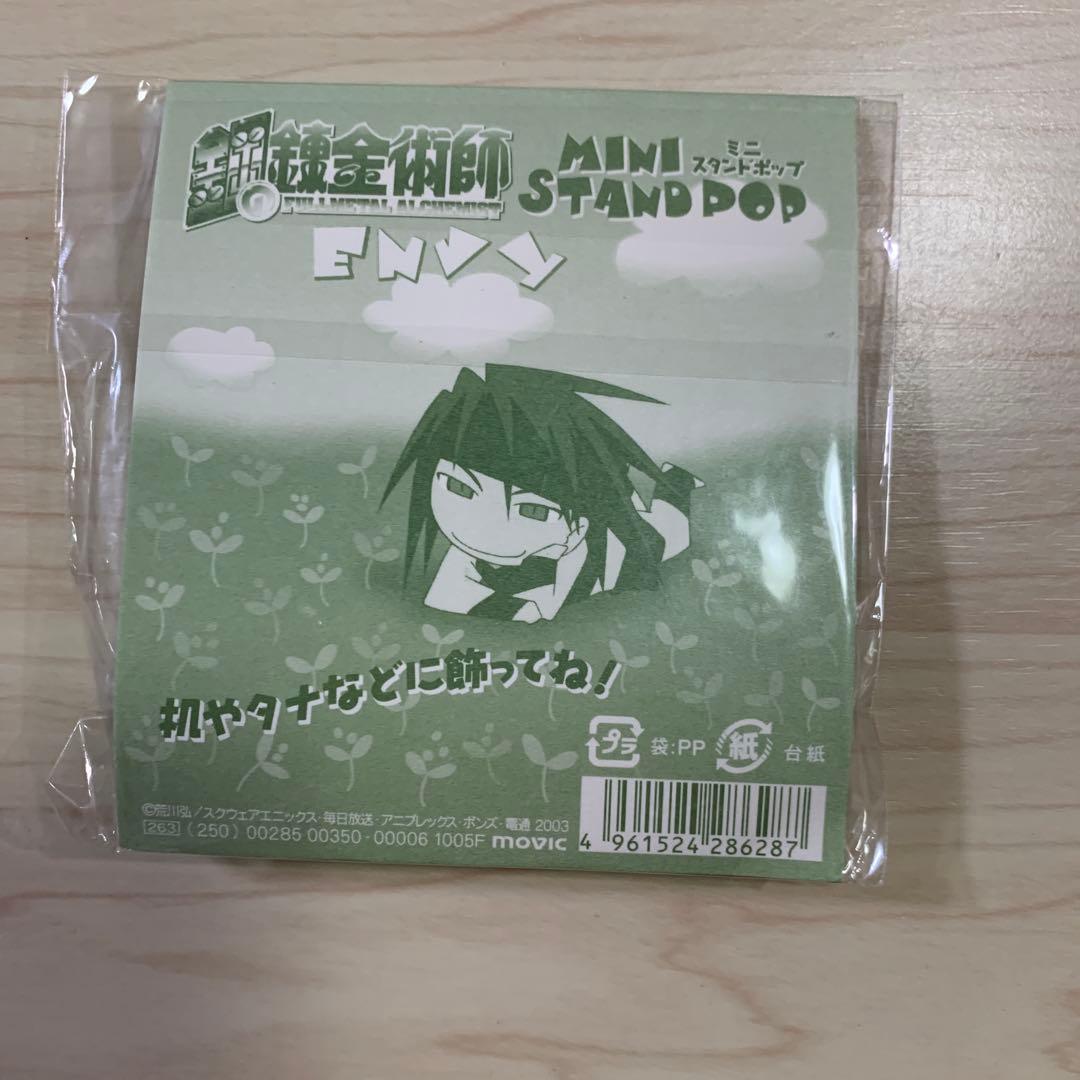 鋼の錬金術師
FULLMETAL ALCHEMIST
MINI ミニ
STAND POP スタンドポップ
ENVY
机やタナなどに飾ってね!
プラ 袋:PP 紙 台紙
©荒川弘/スクウェアエニックス・毎日放送・アニプレックス・ボンズ・電通 2003
263 (250) 00285 00350-00006 1005F movic
4 961524 286287